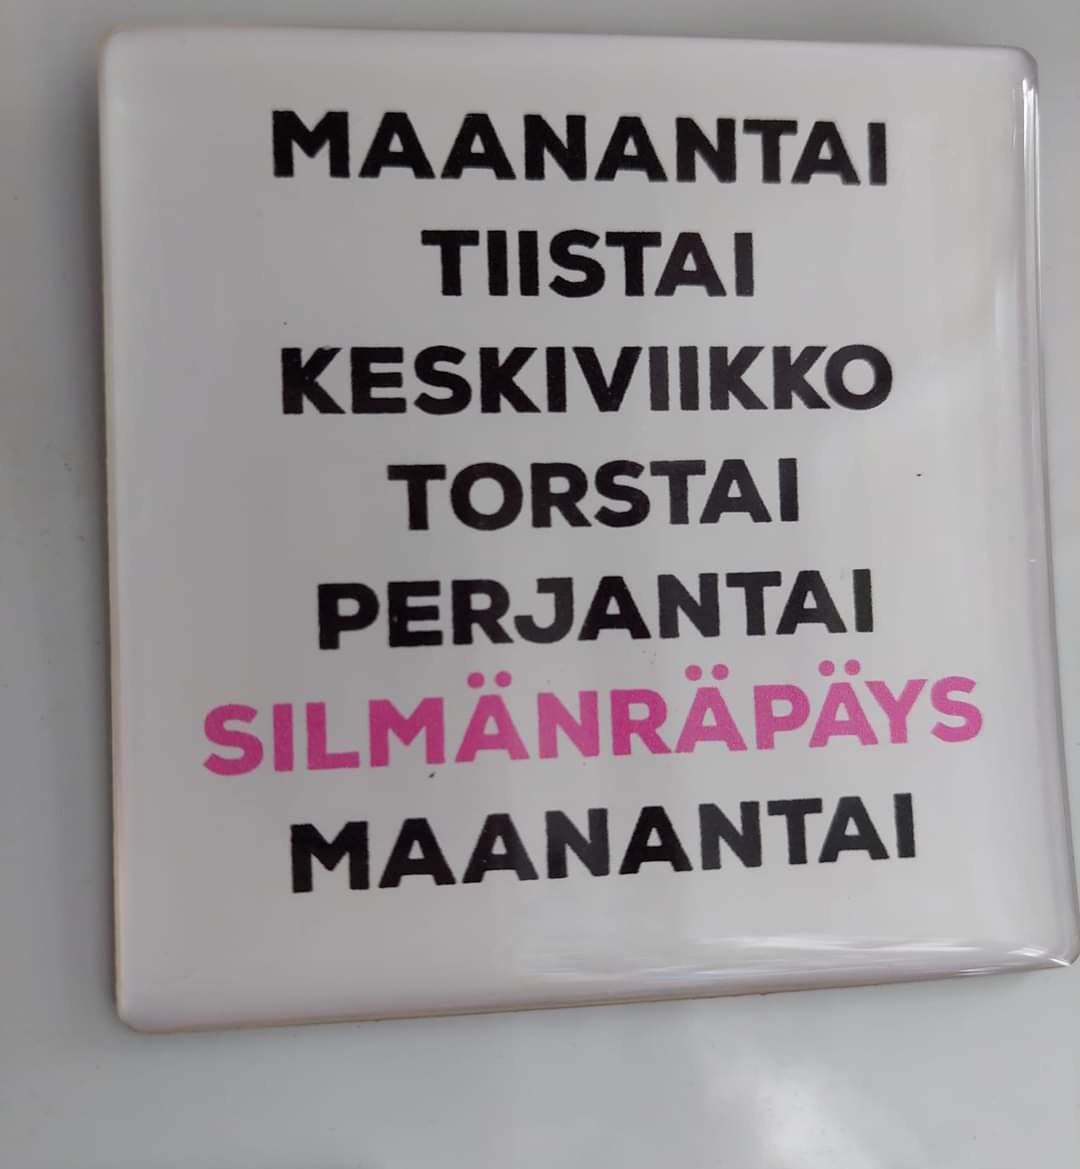 MAANANTAI
TIISTAI
KESKIVIIKKO
TORSTAI
PERJANTAI
SILMÄNRÄPÄYS
MAANANTAI